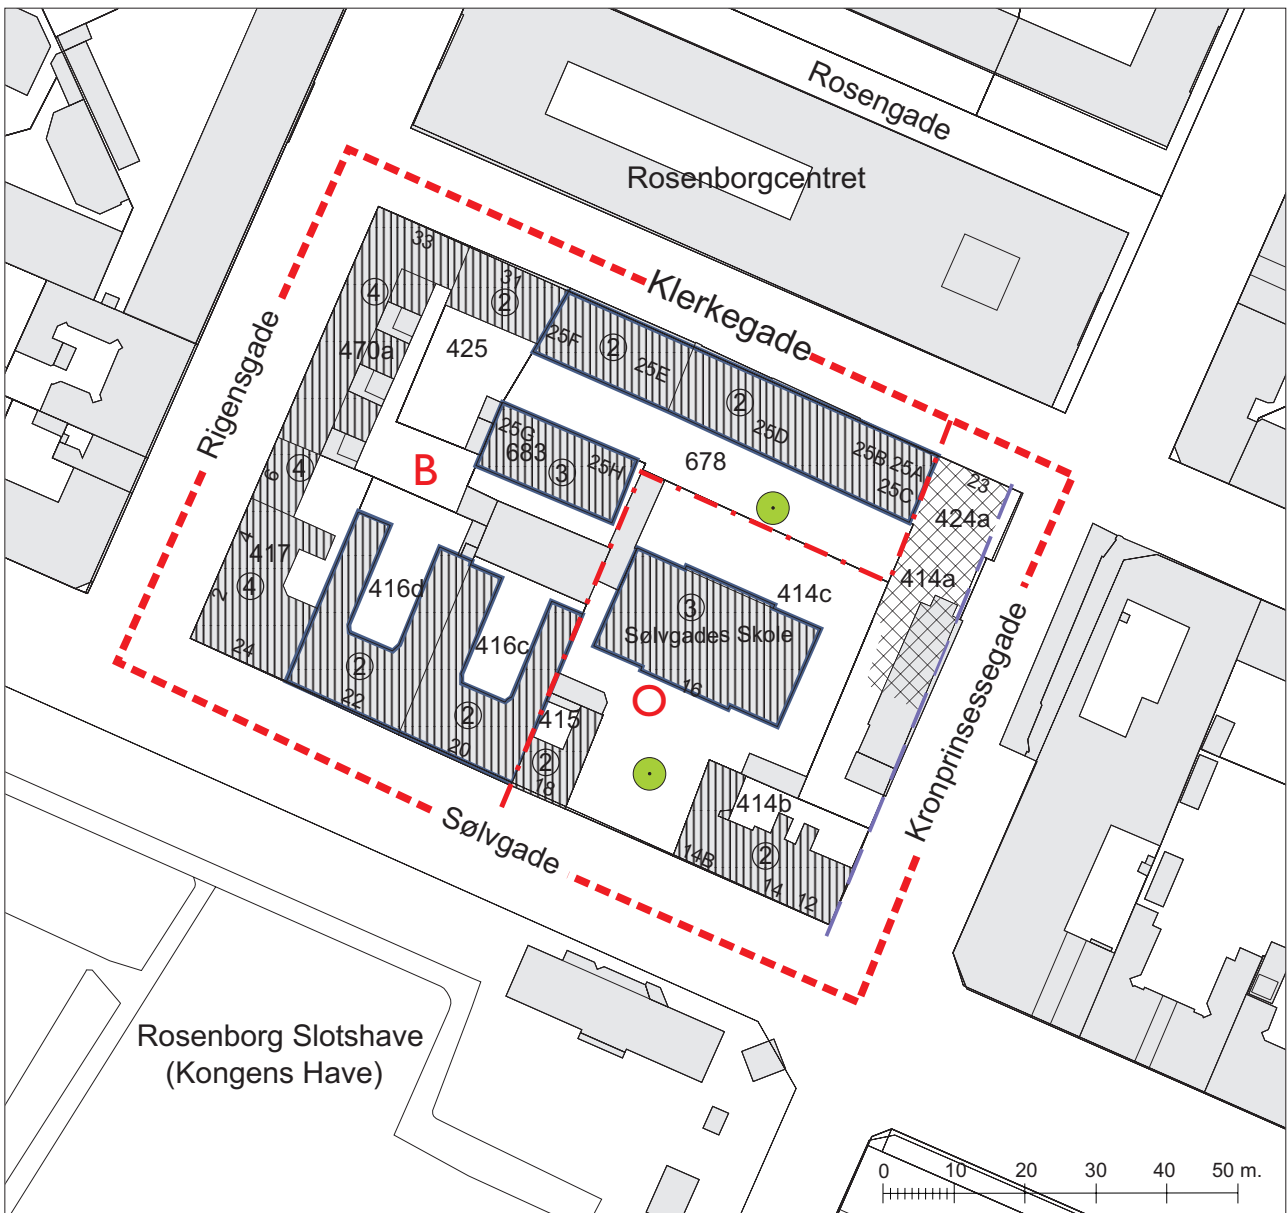 Rosengade
Rosenborgcentret
Klerkegade
Rigensgade
Kronprinsessegade
Sølvgade
33
31
4
2
470a
425
25F
2
25E
2
25D
25B
25A
25C
23
424a
25G
683
3
25H
678
B
6
4
4
417
4
2
24
416d
2
22
416c
2
20
414a
414c
3
Sølvgades Skole
16
O
415
2
18
414b
2
14B
14
12
Rosenborg Slotshave
(Kongens Have)
0 10 20 30 40 50 m.